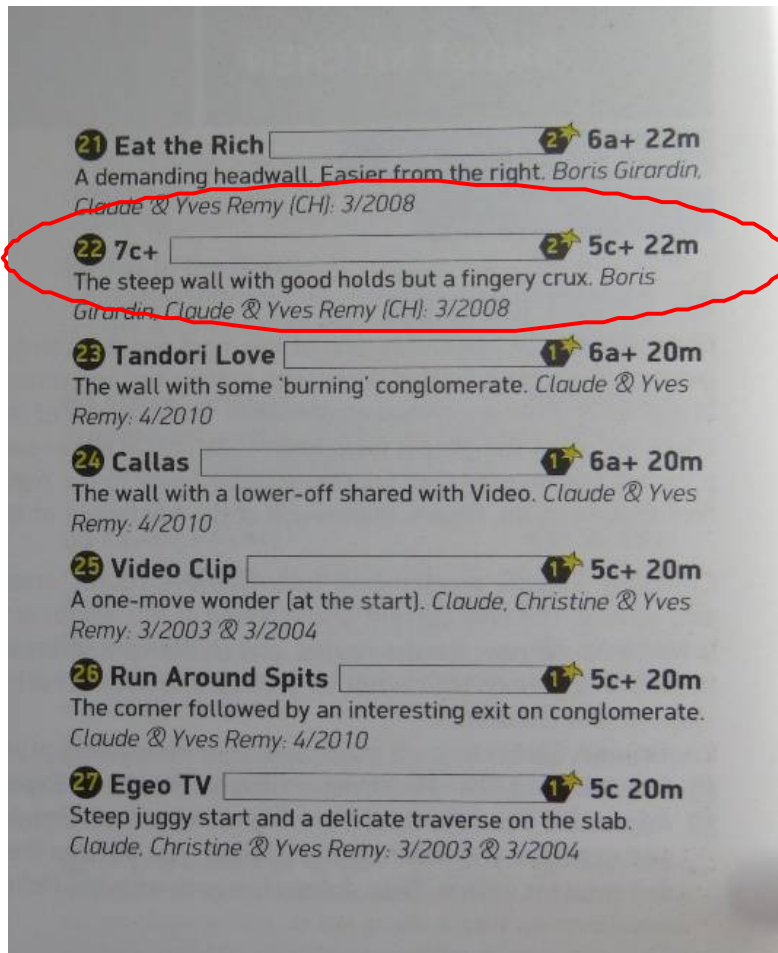 21 Eat the Rich 2 6a+ 22m
A demanding headwall. Easier from the right. Boris Girardin,
Claude & Yves Remy (CH): 3/2008
22 7c+ 2 5c+ 22m
The steep wall with good holds but a fingery crux. Boris
Girardin, Claude & Yves Remy (CH): 3/2008
23 Tandori Love 1 6a+ 20m
The wall with some ‘burning’ conglomerate. Claude & Yves
Remy: 4/2010
24 Callas 1 6a+ 20m
The wall with a lower-off shared with Video. Claude & Yves
Remy: 4/2010
25 Video Clip 1 5c+ 20m
A one-move wonder (at the start). Claude, Christine & Yves
Remy: 3/2003 & 3/2004
26 Run Around Spits 1 5c+ 20m
The corner followed by an interesting exit on conglomerate.
Claude & Yves Remy: 4/2010
27 Egeo TV 1 5c 20m
Steep juggy start and a delicate traverse on the slab.
Claude, Christine & Yves Remy: 3/2003 & 3/2004